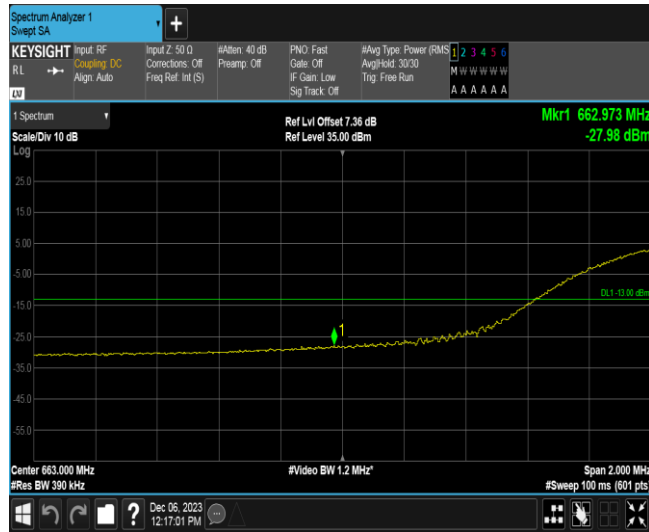 Spectrum Analyzer 1
Swept SA
+
KEYSIGHT
RL
LXI
Input: RF
Coupling: DC
Align: Auto
Input Z: 50 Ω
Corrections: Off
Freq Ref: Int (S)
#Atten: 40 dB
Preamp: Off
PNO: Fast
Gate: Off
IF Gain: Low
Sig Track: Off
#Avg Type: Power (RMS
Avg|Hold: 30/30
Trig: Free Run
1 2 3 4 5 6
M W W W W W
A A A A A A
1 Spectrum
Scale/Div 10 dB
Log
Ref Lvl Offset 7.36 dB
Ref Level 35.00 dBm
Mkr1 662.973 MHz
-27.98 dBm
25.0
15.0
5.00
-5.00
-15.0
-25.0
-35.0
-45.0
-55.0
DL1 -13.00 dBm
1
Center 663.000 MHz
#Res BW 390 kHz
#Video BW 1.2 MHz*
Span 2.000 MHz
#Sweep 100 ms (601 pts)
?
Dec 06, 2023
12:17:01 PM